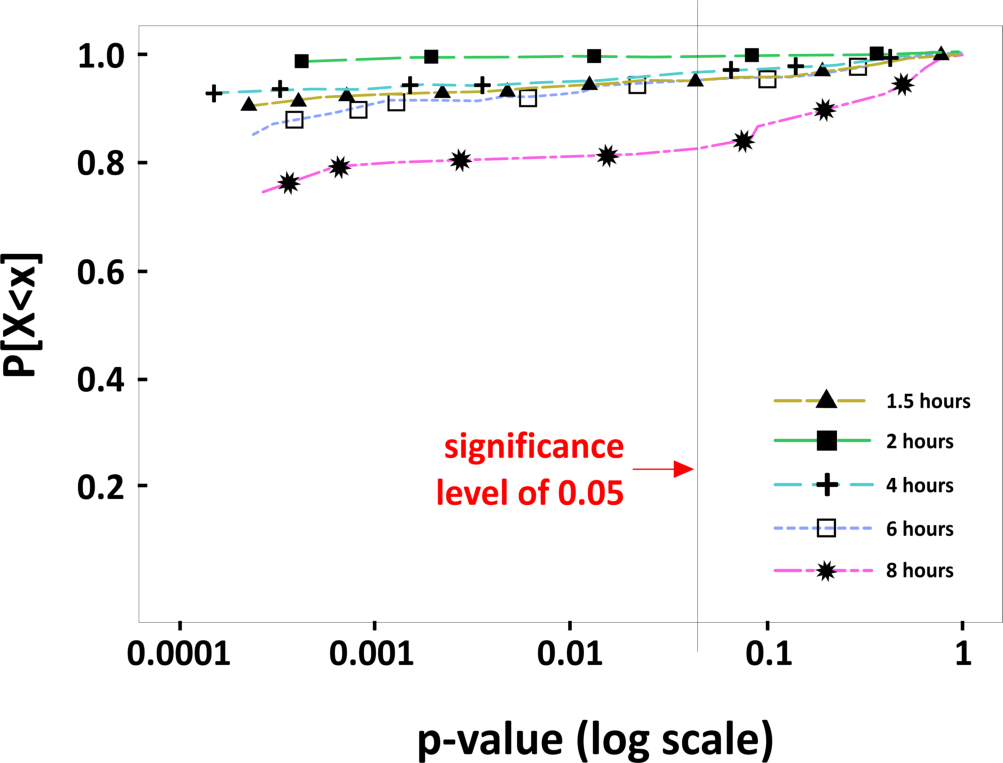 1.0
0.8
0.6
0.4
0.2
P[X<x]
significance
level of 0.05
1.5 hours
2 hours
4 hours
6 hours
8 hours
0.0001
0.001
0.01
0.1
1
p-value (log scale)